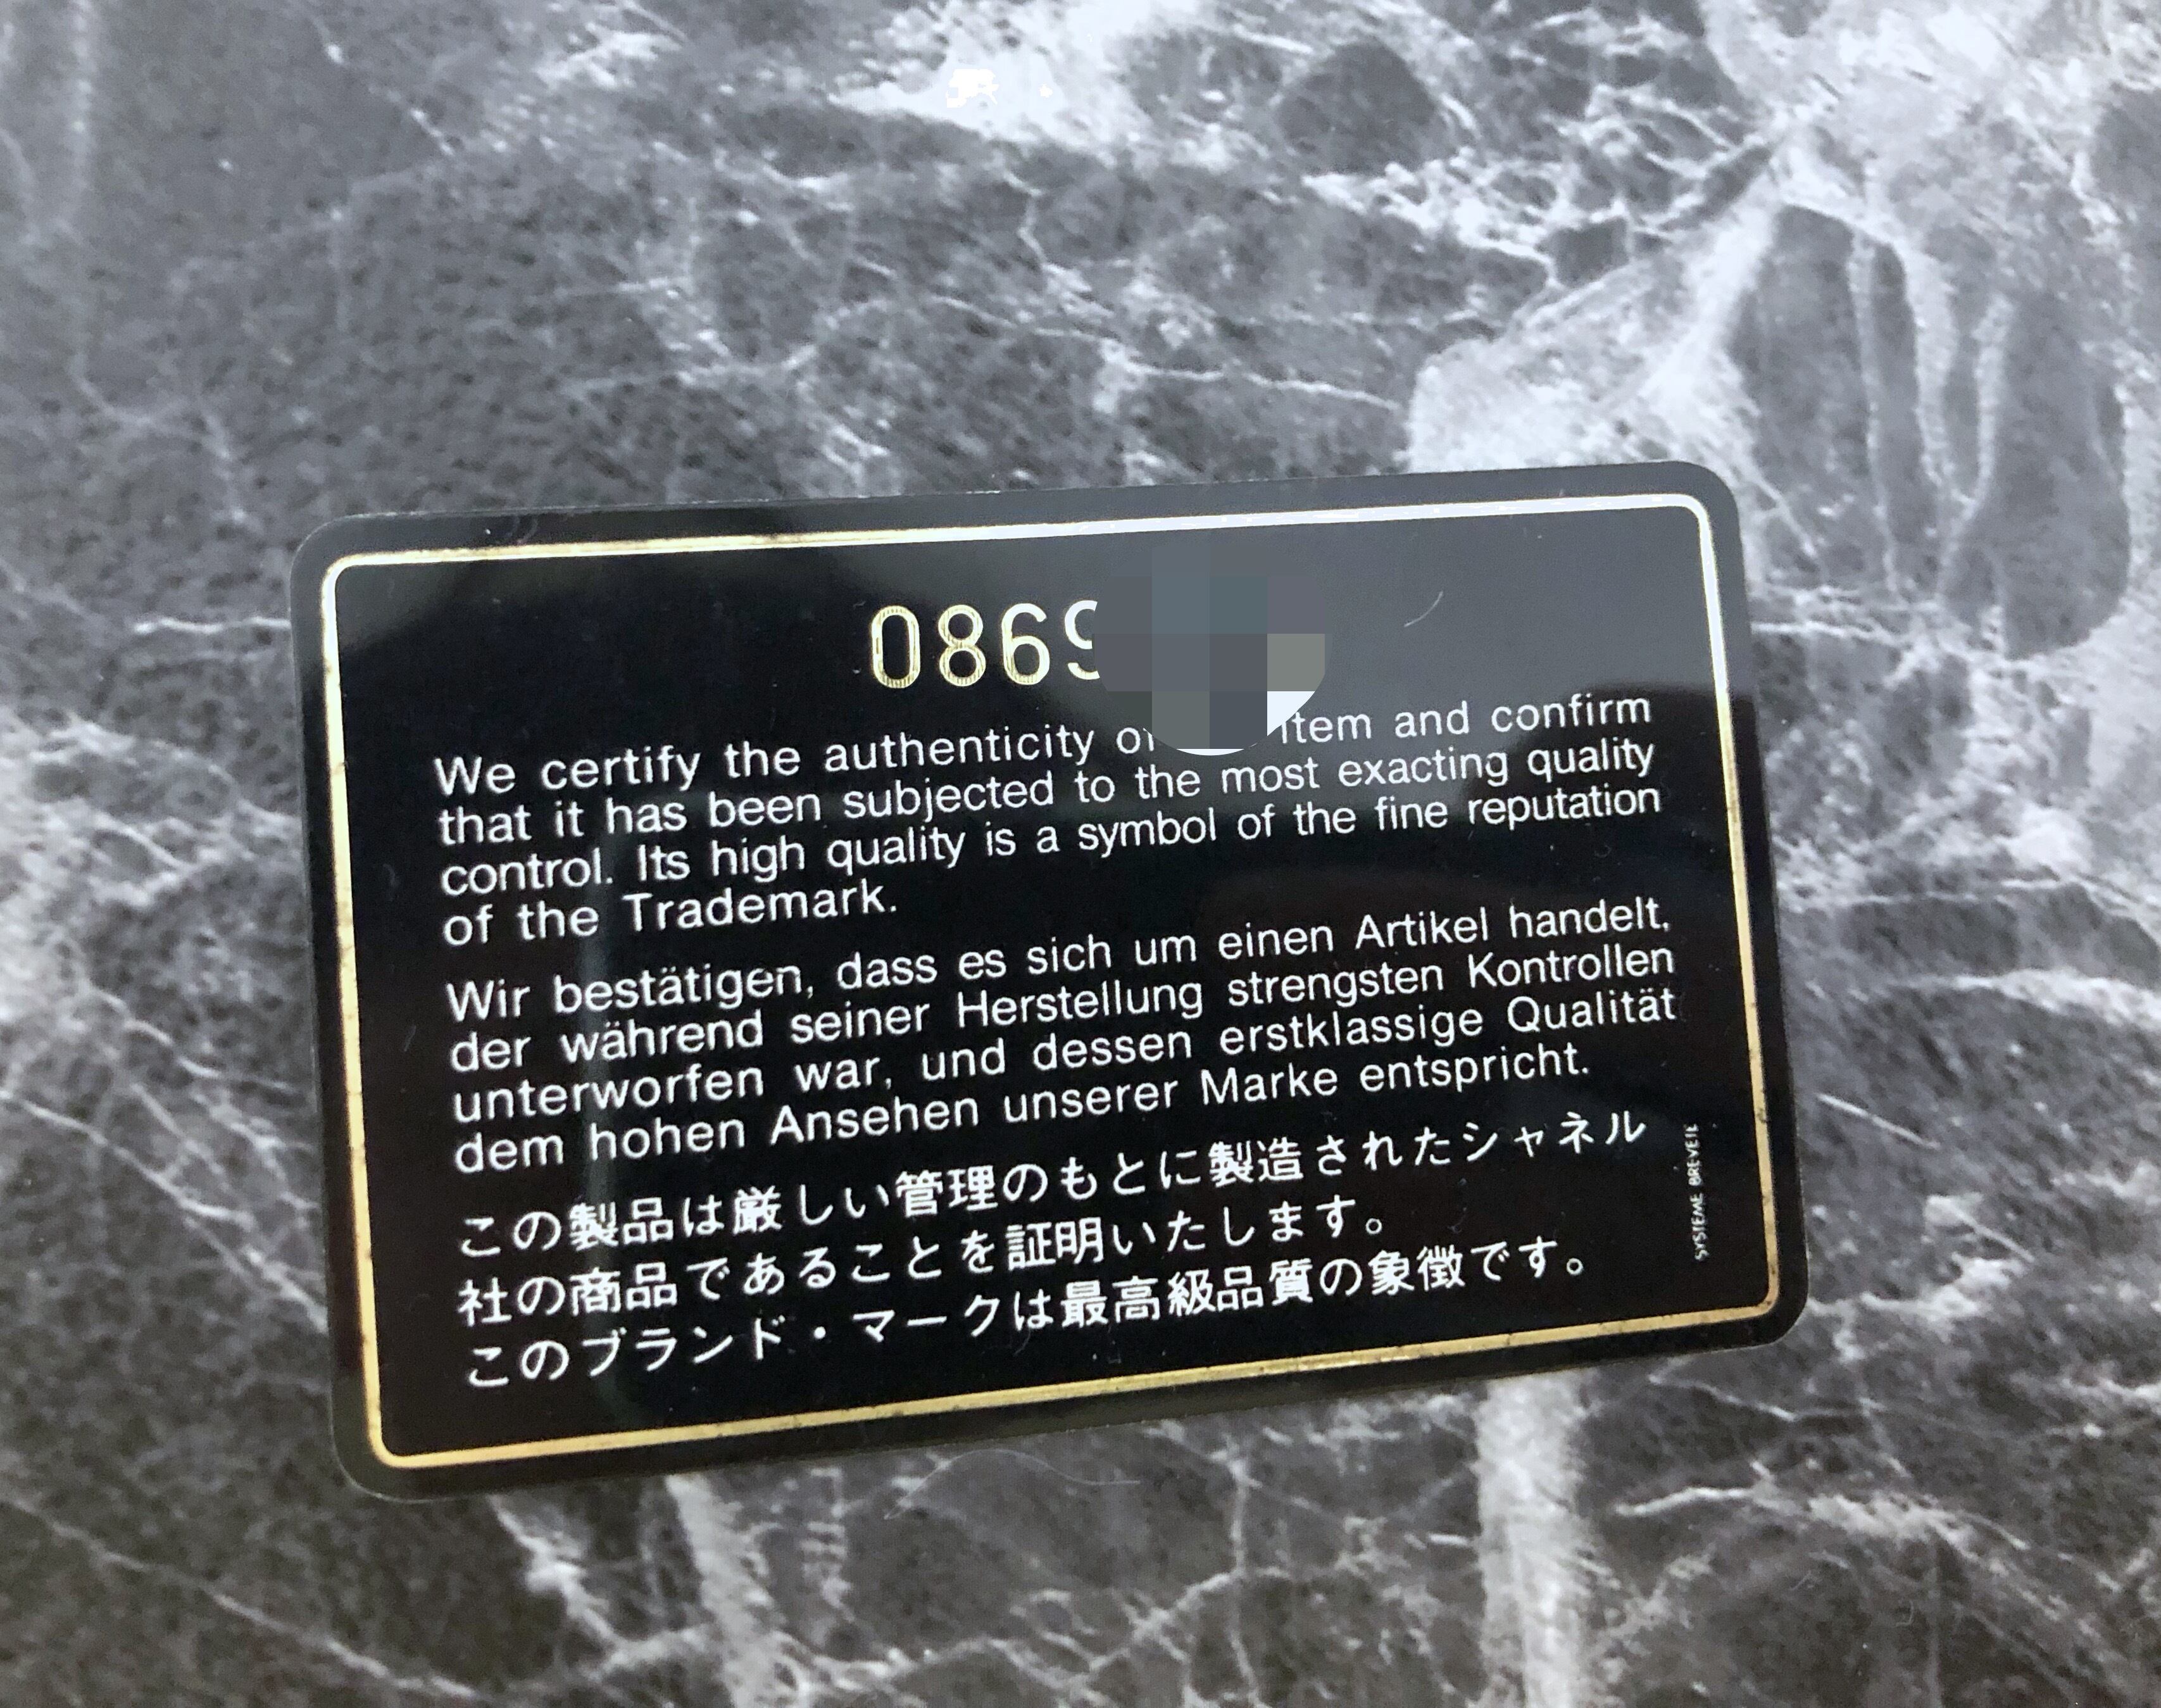 0869
We certify the authenticity of item and confirm
that it has been subjected to the most exacting quality
control. Its high quality is a symbol of the fine reputation
of the Trademark.
Wir bestätigen, dass es sich um einen Artikel handelt,
der während seiner Herstellung strengsten Kontrollen
unterworfen war, und dessen erstklassige Qualität
dem hohen Ansehen unserer Marke entspricht.
この製品は厳しい管理のもとに製造されたシャネル
社の商品であることを証明いたします。
このブランド・マークは最高級品質の象徴です。
SYSTEME BREVETE